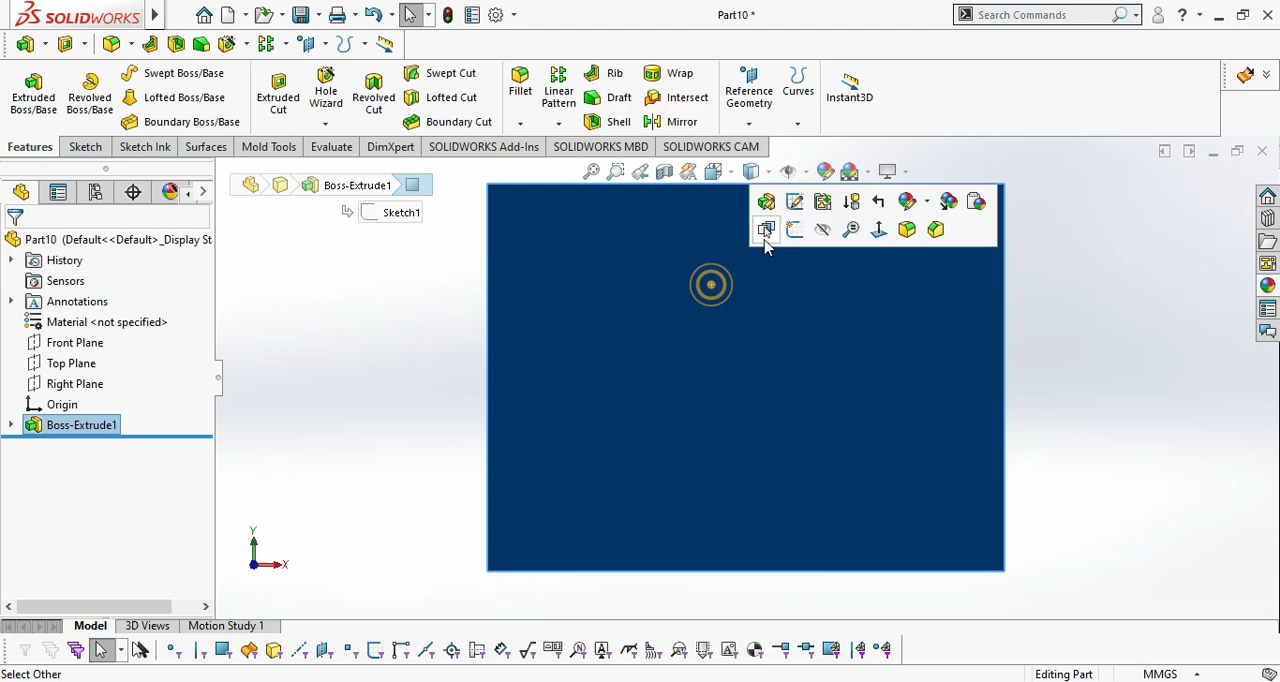 SOLIDWORKS
Part10 *
Search Commands
?
Extruded Boss/Base
Revolved Boss/Base
Swept Boss/Base
Lofted Boss/Base
Boundary Boss/Base
Extruded Cut
Hole Wizard
Revolved Cut
Swept Cut
Lofted Cut
Boundary Cut
Fillet
Linear Pattern
Rib
Draft
Shell
Wrap
Intersect
Mirror
Reference Geometry
Curves
Instant3D
Features
Sketch
Sketch Ink
Surfaces
Mold Tools
Evaluate
DimXpert
SOLIDWORKS Add-Ins
SOLIDWORKS MBD
SOLIDWORKS CAM
Boss-Extrude1
Sketch1
Part10 (Default<<Default>_Display St
History
Sensors
Annotations
Material <not specified>
Front Plane
Top Plane
Right Plane
Origin
Boss-Extrude1
Y
X
Model
3D Views
Motion Study 1
Select Other
Editing Part
MMGS